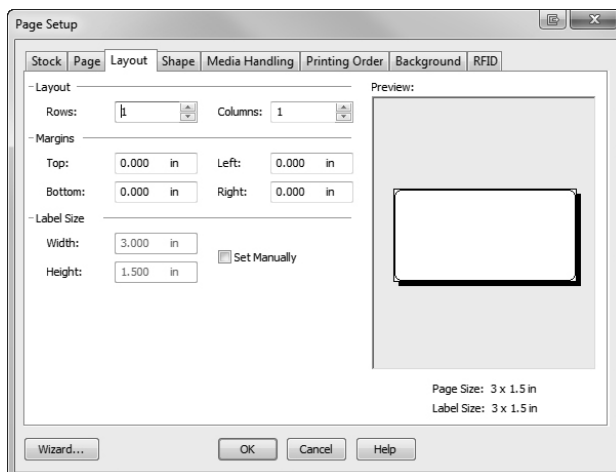 Page Setup
Stock Page Layout Shape Media Handling Printing Order Background RFID
Layout
Rows: 1 Columns: 1
Margins
Top: 0.000 in Left: 0.000 in
Bottom: 0.000 in Right: 0.000 in
Label Size
Width: 3.000 in
Set Manually
Height: 1.500 in
Preview:
Page Size: 3 x 1.5 in
Label Size: 3 x 1.5 in
Wizard... OK Cancel Help